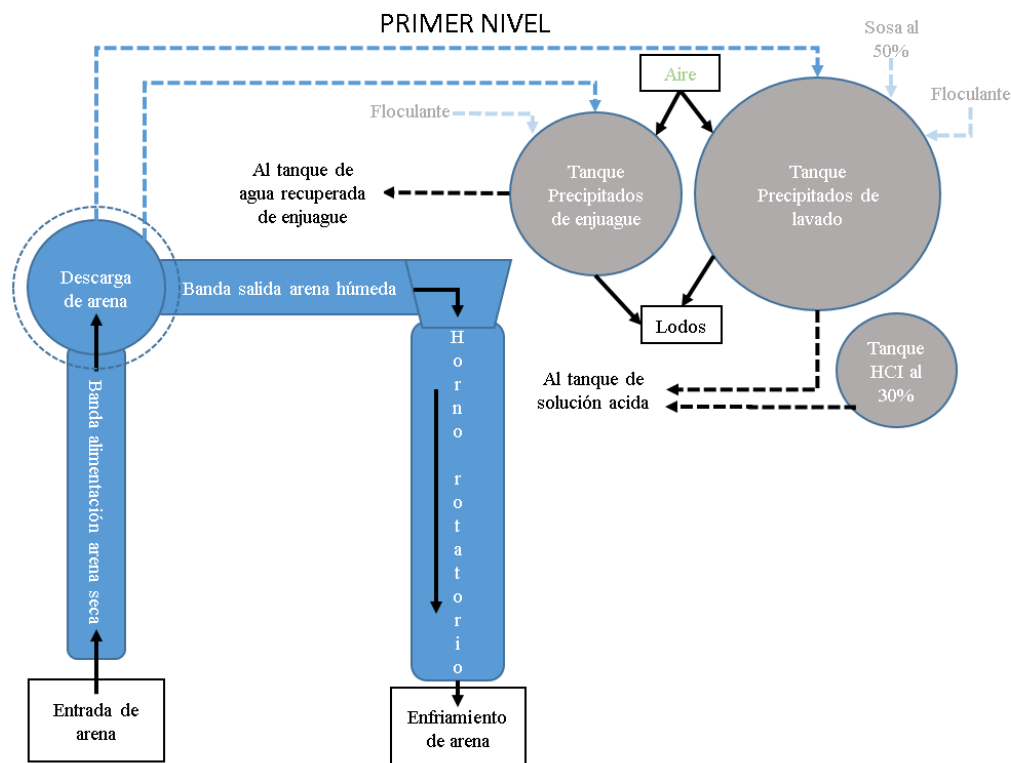 PRIMER NIVEL
Sosa al
50%
Aire
Floculante
Floculante
Al tanque de
agua recuperada
de enjuague
Tanque
Precipitados
de enjuague
Tanque
Precipitados de
lavado
Descarga
de arena
Banda salida arena húmeda
Lodos
Tanque
HCI al
30%
Al tanque de
solución acida
Horno rotatorio
Banda alimentación arena seca
Entrada de
arena
Enfriamiento
de arena